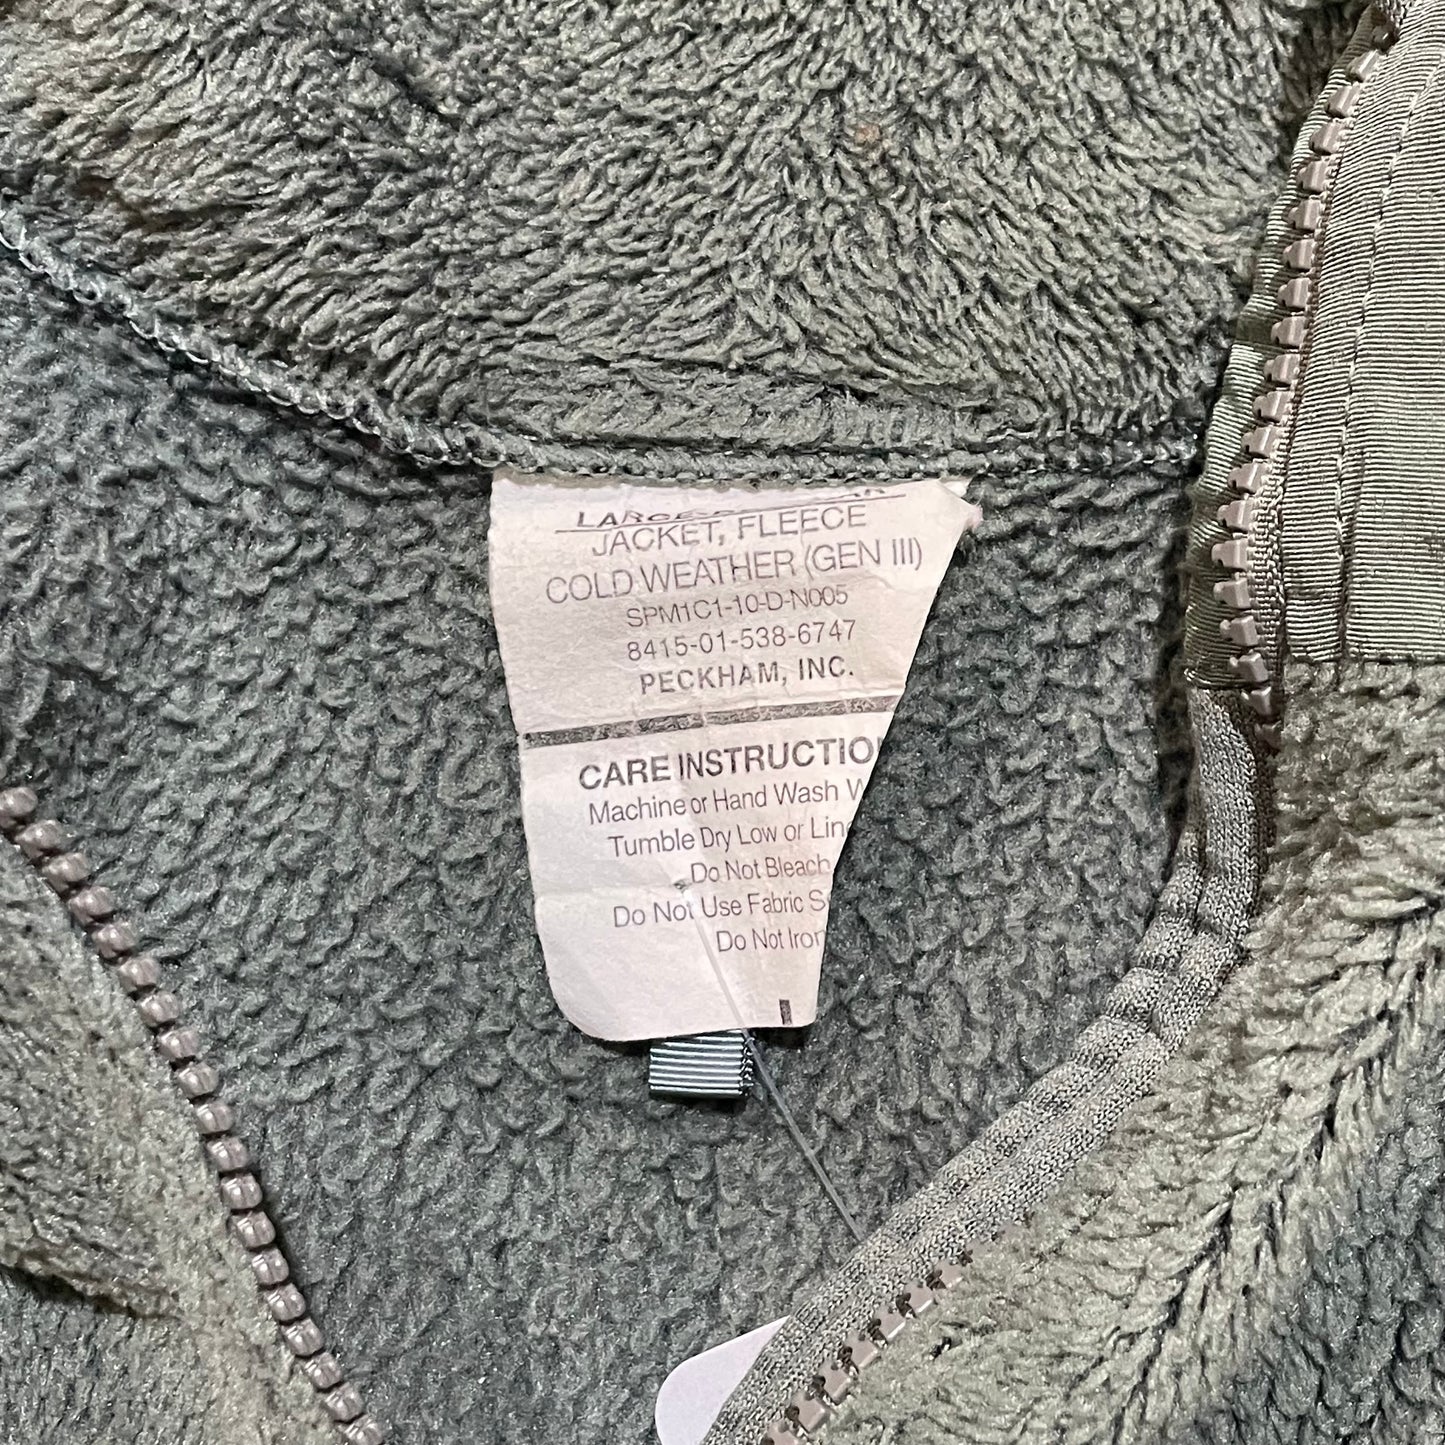 JACKET, FLEECE
COLD WEATHER (GEN III)
SPM1C1-10-D-N005
8415-01-538-6747
PECKHAM, INC.
CARE INSTRUCTIO
Machine or Hand Wash W
Tumble Dry Low or Lin
Do Not Bleach
Do Not Use Fabric S
Do Not Iron